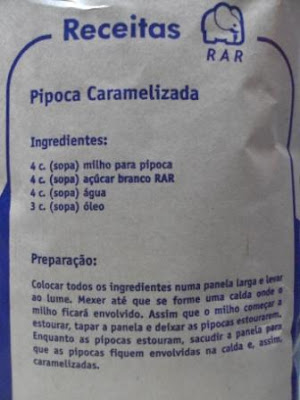 Receitas
RAR
Pipoca Caramelizada
Ingredientes:
4 c. (sopa) milho para pipoca
4 c. (sopa) açúcar branco RAR
4 c. (sopa) água
3 c. (sopa) óleo
Preparação:
Colocar todos os ingredientes numa panela larga e levar
ao lume. Mexer até que se forme uma calda onde o
milho ficará envolvido. Assim que o milho começar a
estourar, tapar a panela e deixar as pipocas estourarem.
Enquanto as pipocas estouram, sacudir a panela para
que as pipocas fiquem envolvidas na calda e, assim,
caramelizadas.